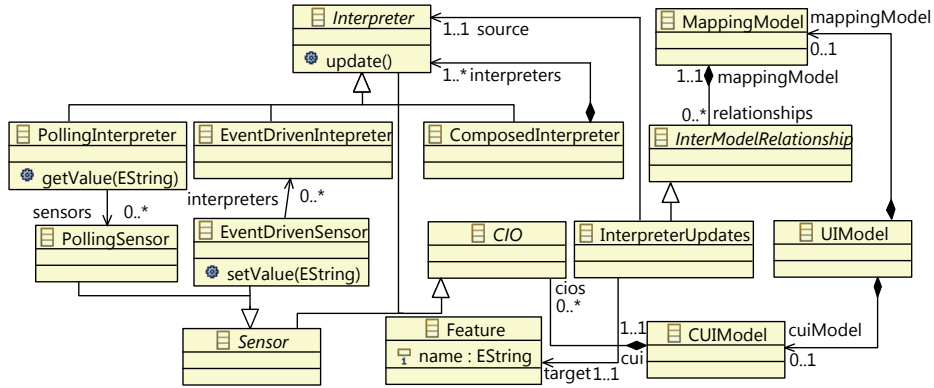 Interpreter
update()
1..1 source
1..* interpreters
MappingModel
mappingModel
0..1
1..1
mappingModel
0..*
relationships
PollingInterpreter
getValue(EString)
EventDrivenIntepreter
ComposedInterpreter
InterModelRelationship
sensors
0..*
interpreters
0..*
PollingSensor
EventDrivenSensor
setValue(EString)
CIO
InterpreterUpdates
UIModel
cios
0..*
Sensor
Feature
name : EString
1..1
cui
CUIModel
cuiModel
0..1
target 1..1